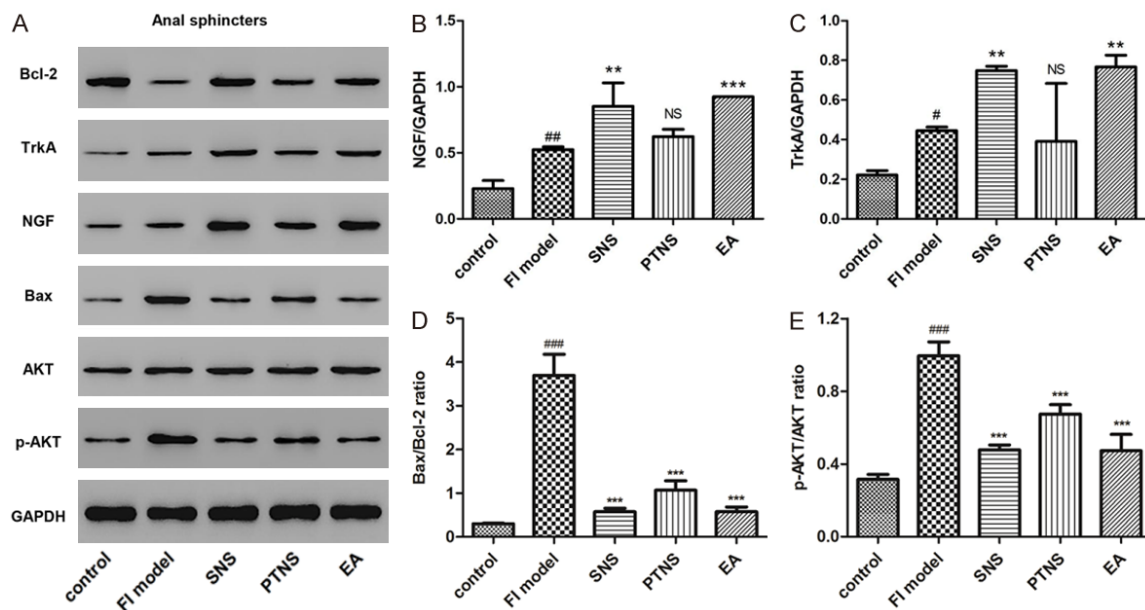 A
Anal sphincters
Bcl-2
TrkA
NGF
Bax
AKT
p-AKT
GAPDH
control
FI model
SNS
PTNS
EA
B
NGF/GAPDH
1.5
1.0
0.5
0.0
##
**
NS
***
control
FI model
SNS
PTNS
EA
C
TrkA/GAPDH
1.0
0.8
0.6
0.4
0.2
0.0
#
**
NS
**
control
FI model
SNS
PTNS
EA
D
Bax/Bcl-2 ratio
5
4
3
2
1
0
###
***
***
***
control
FI model
SNS
PTNS
EA
E
p-AKT/AKT ratio
1.2
0.8
0.4
0.0
###
***
***
***
control
FI model
SNS
PTNS
EA